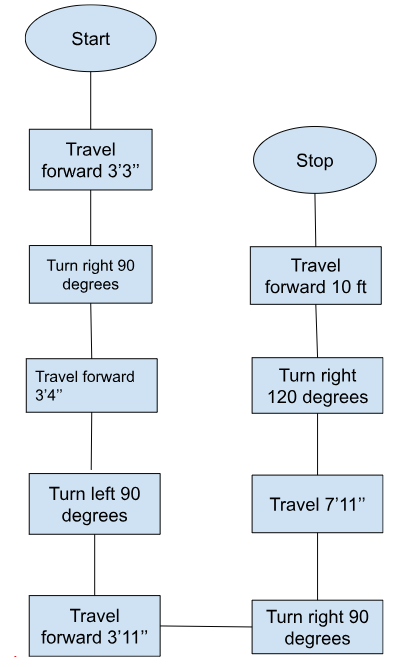 Start
Travel
forward 3’3’’
Turn right 90
degrees
Travel forward
3’4’’
Turn left 90
degrees
Travel
forward 3’11’’
Turn right 90
degrees
Travel 7’11’’
Turn right
120 degrees
Travel
forward 10 ft
Stop